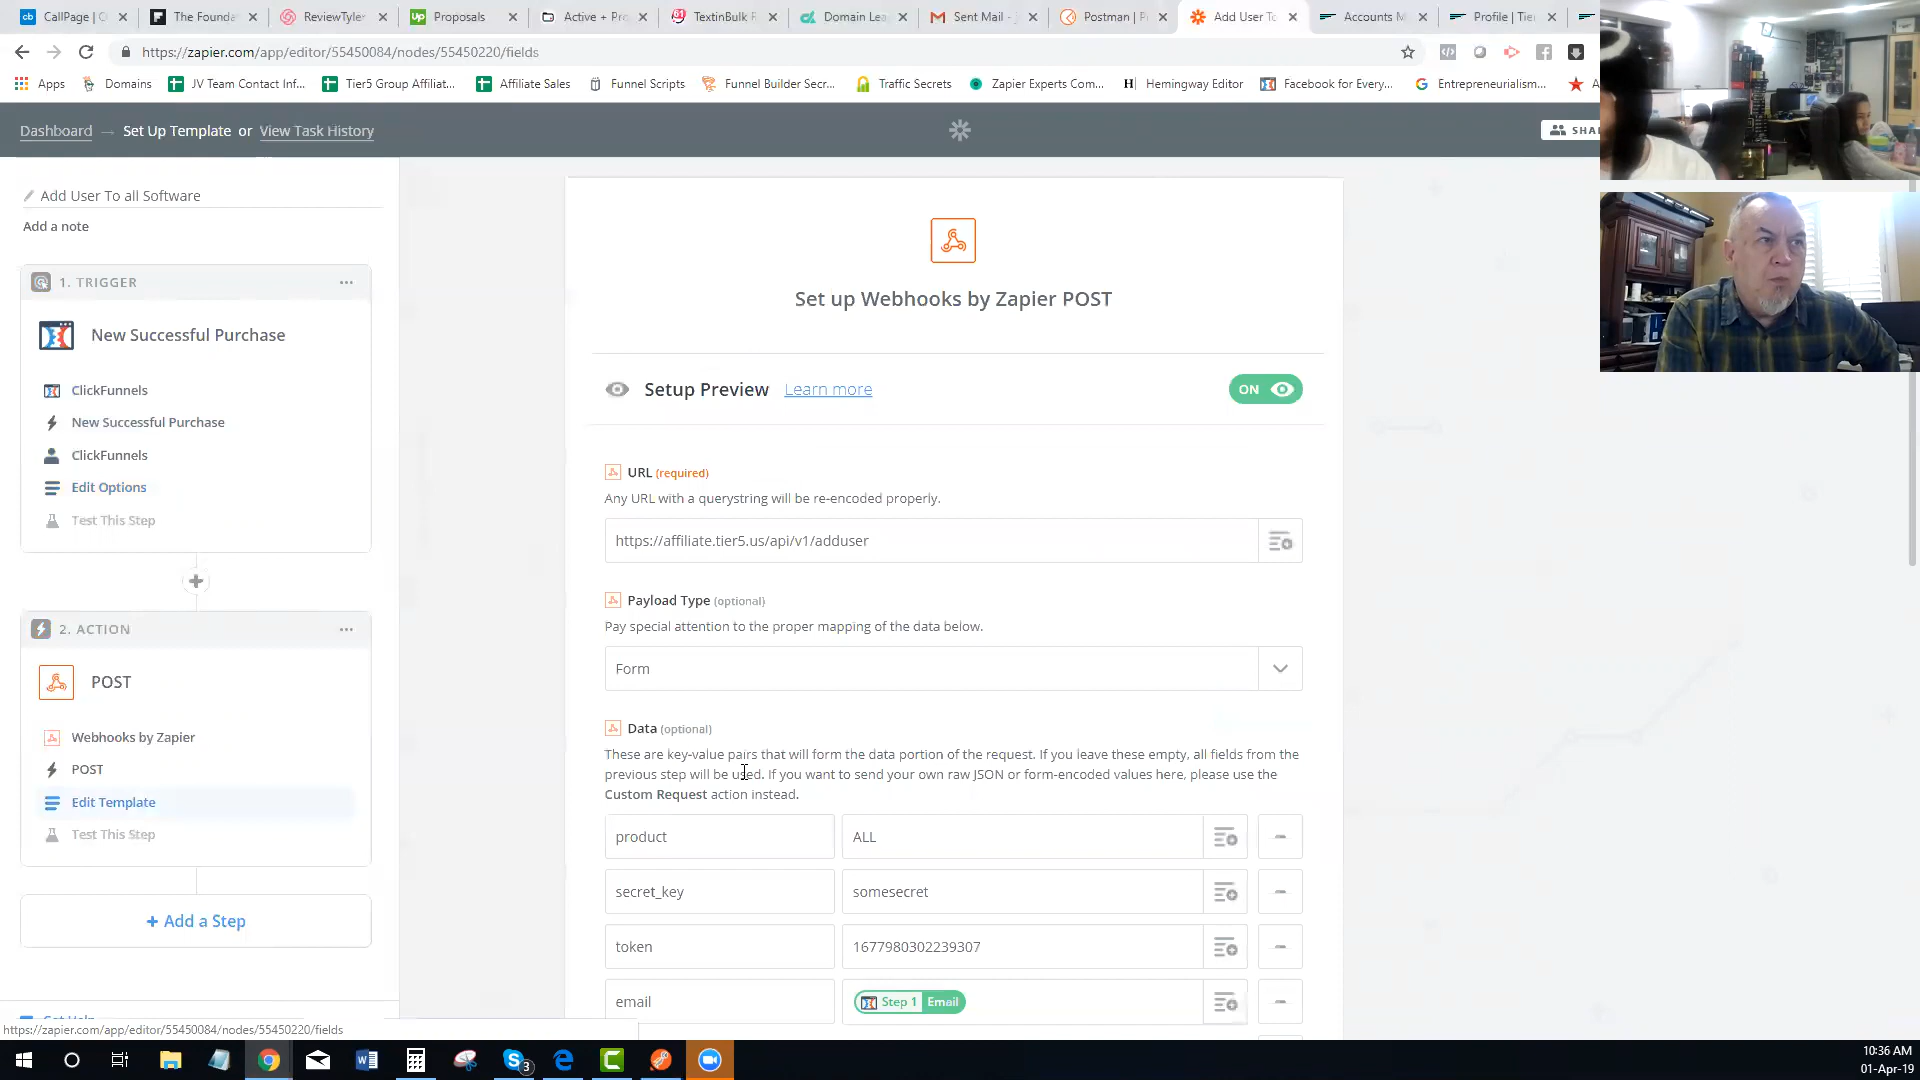 CallPage | C
The Founda
ReviewTyler
Proposals
Active + Pro
TextinBulk F
Domain Lea
Sent Mail -
Postman | P
Add User To
Accounts M
Profile | Tie
https://zapier.com/app/editor/55450084/nodes/55450220/fields
Apps
Domains
JV Team Contact Inf...
Tier5 Group Affiliat...
Affiliate Sales
Funnel Scripts
Funnel Builder Secr...
Traffic Secrets
Zapier Experts Com...
Hemingway Editor
Facebook for Every...
Entrepreneurialism...
Dashboard → Set Up Template or View Task History
SHA
Add User To all Software
Add a note
1. TRIGGER
New Successful Purchase
ClickFunnels
New Successful Purchase
ClickFunnels
Edit Options
Test This Step
2. ACTION
POST
Webhooks by Zapier
POST
Edit Template
Test This Step
+ Add a Step
https://zapier.com/app/editor/55450084/nodes/55450220/fields
Set up Webhooks by Zapier POST
Setup Preview Learn more
ON
URL (required)
Any URL with a querystring will be re-encoded properly.
https://affiliate.tier5.us/api/v1/adduser
Payload Type (optional)
Pay special attention to the proper mapping of the data below.
Form
Data (optional)
These are key-value pairs that will form the data portion of the request. If you leave these empty, all fields from the
previous step will be used. If you want to send your own raw JSON or form-encoded values here, please use the
Custom Request action instead.
product ALL
secret_key somesecret
token 1677980302239307
email Step 1 Email
10:36 AM
01-Apr-19